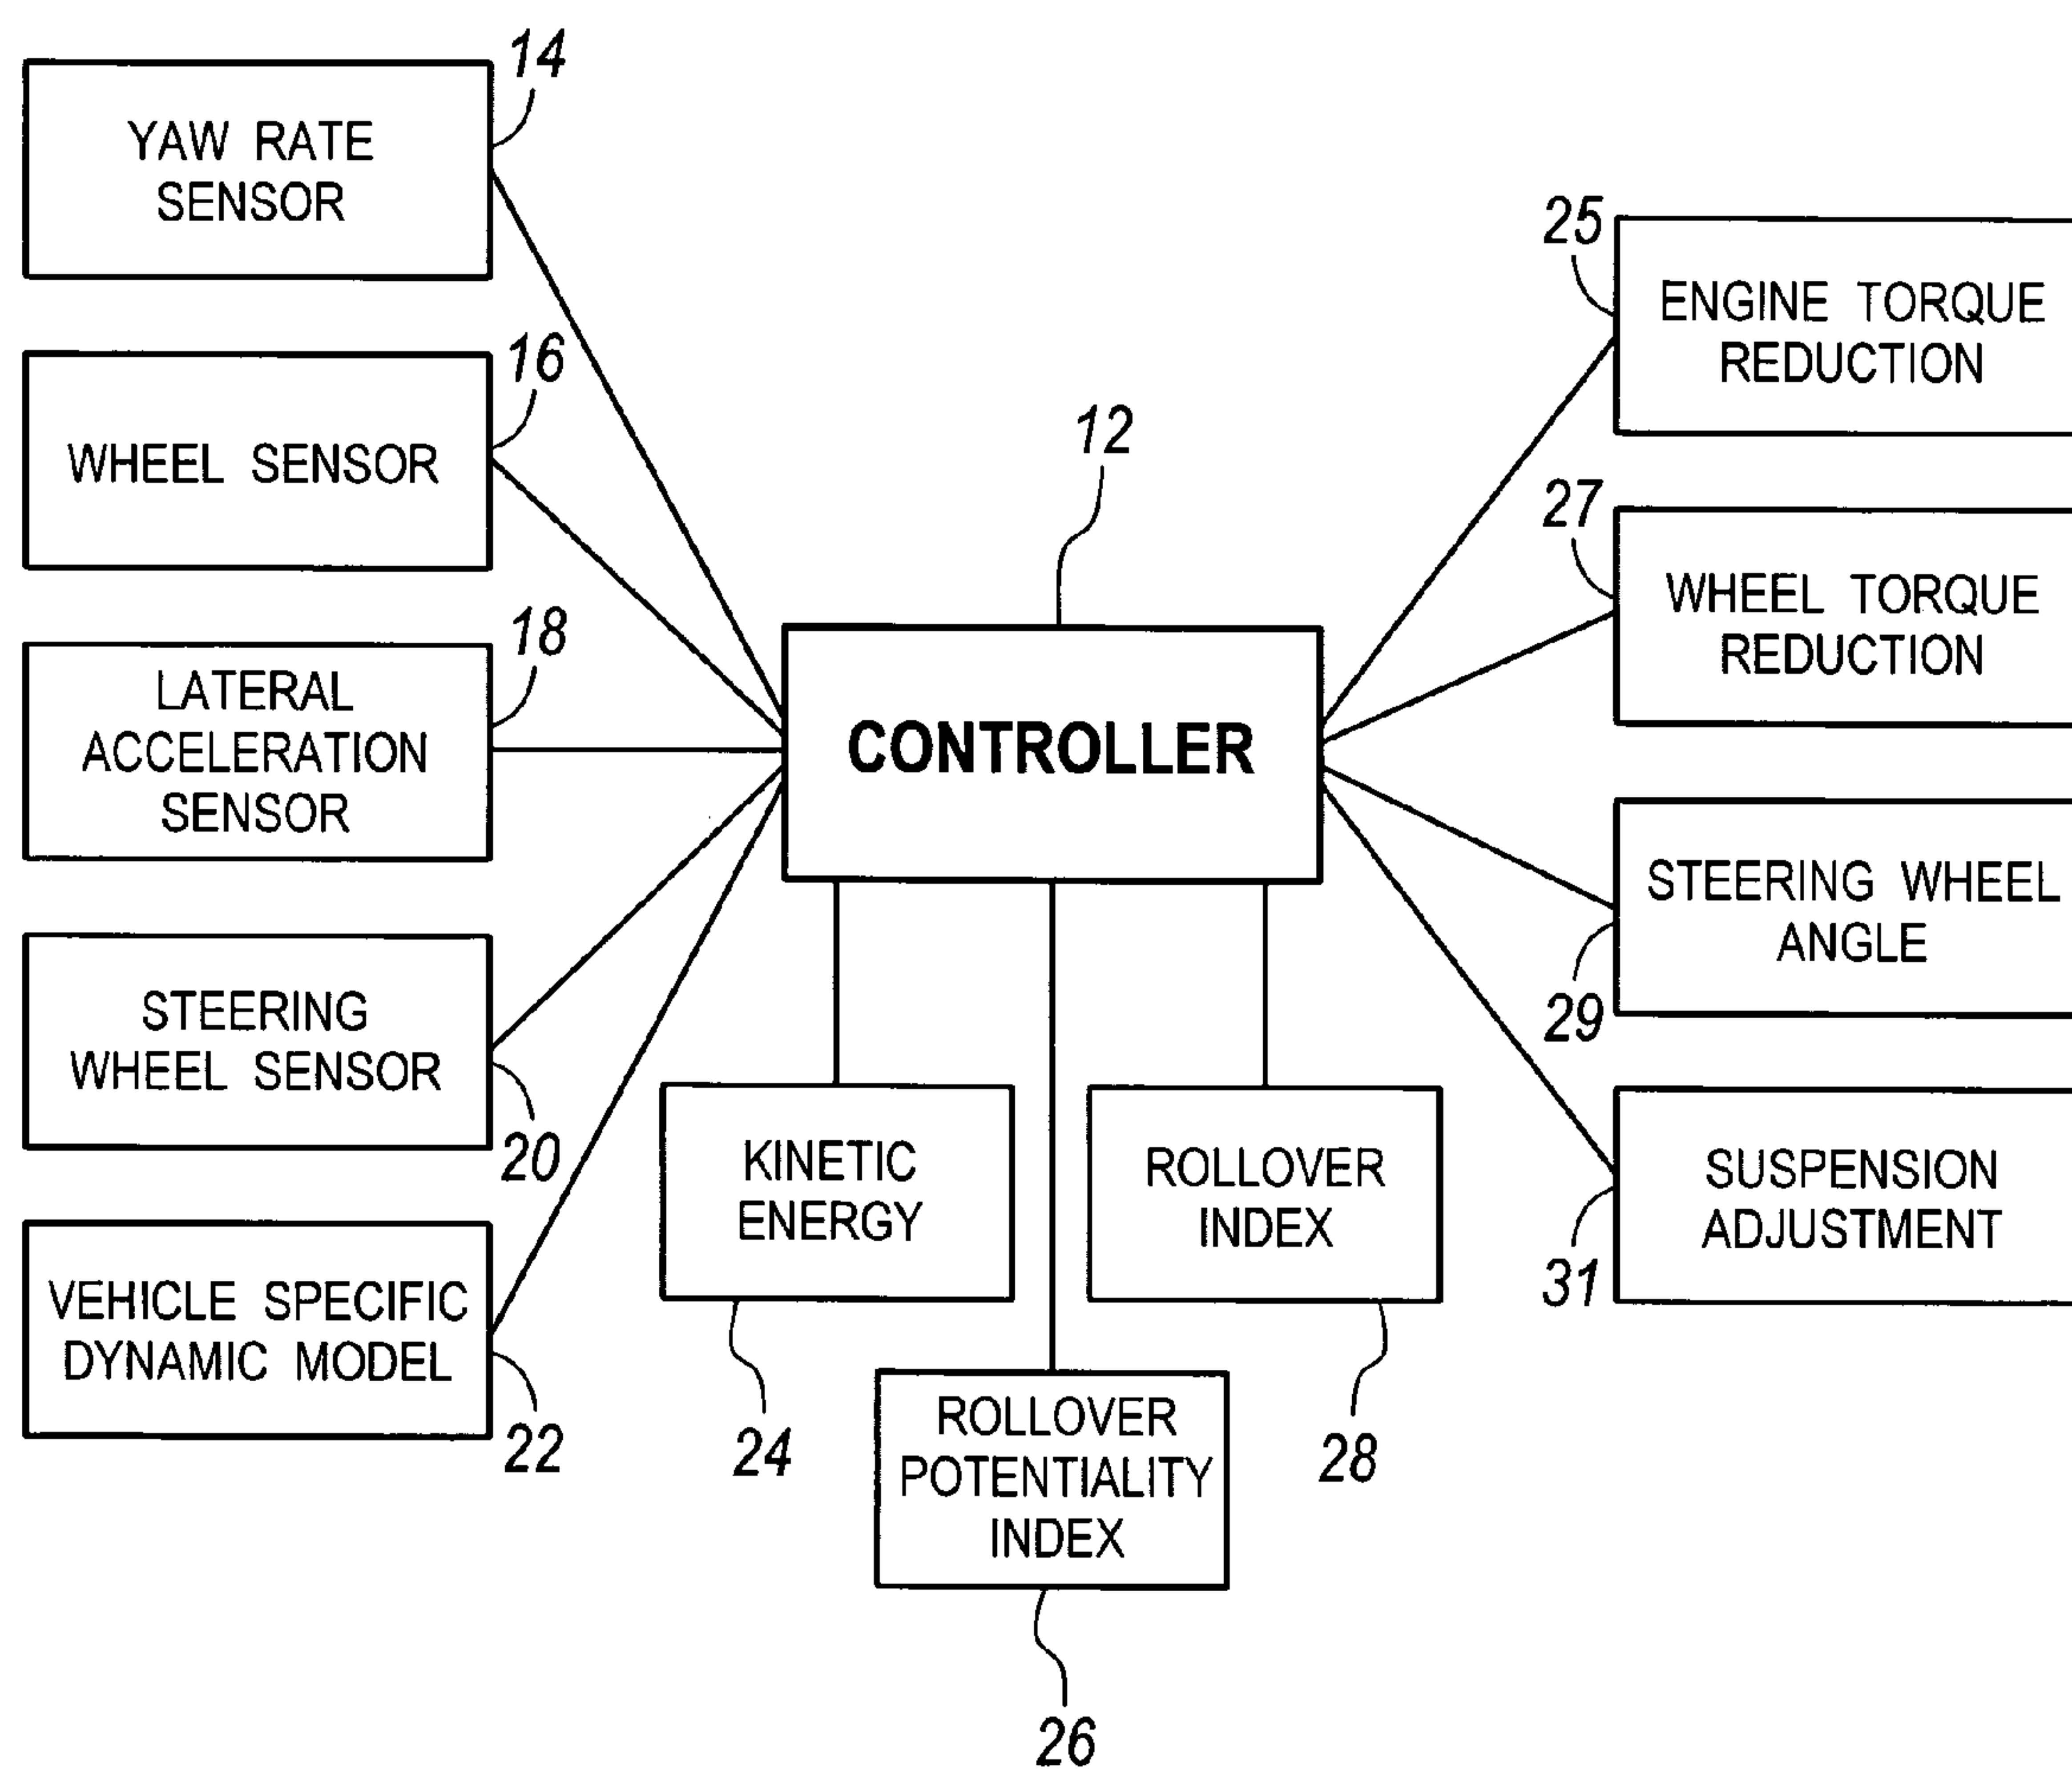 14
YAW RATE
SENSOR
16
WHEEL SENSOR
18
LATERAL
ACCELERATION
SENSOR
STEERING
WHEEL SENSOR
20
VEHICLE SPECIFIC
DYNAMIC MODEL
22
12
CONTROLLER
KINETIC
ENERGY
24
ROLLOVER
POTENTIALITY
INDEX
26
ROLLOVER
INDEX
28
25
ENGINE TORQUE
REDUCTION
27
WHEEL TORQUE
REDUCTION
STEERING WHEEL
ANGLE
29
SUSPENSION
ADJUSTMENT
31